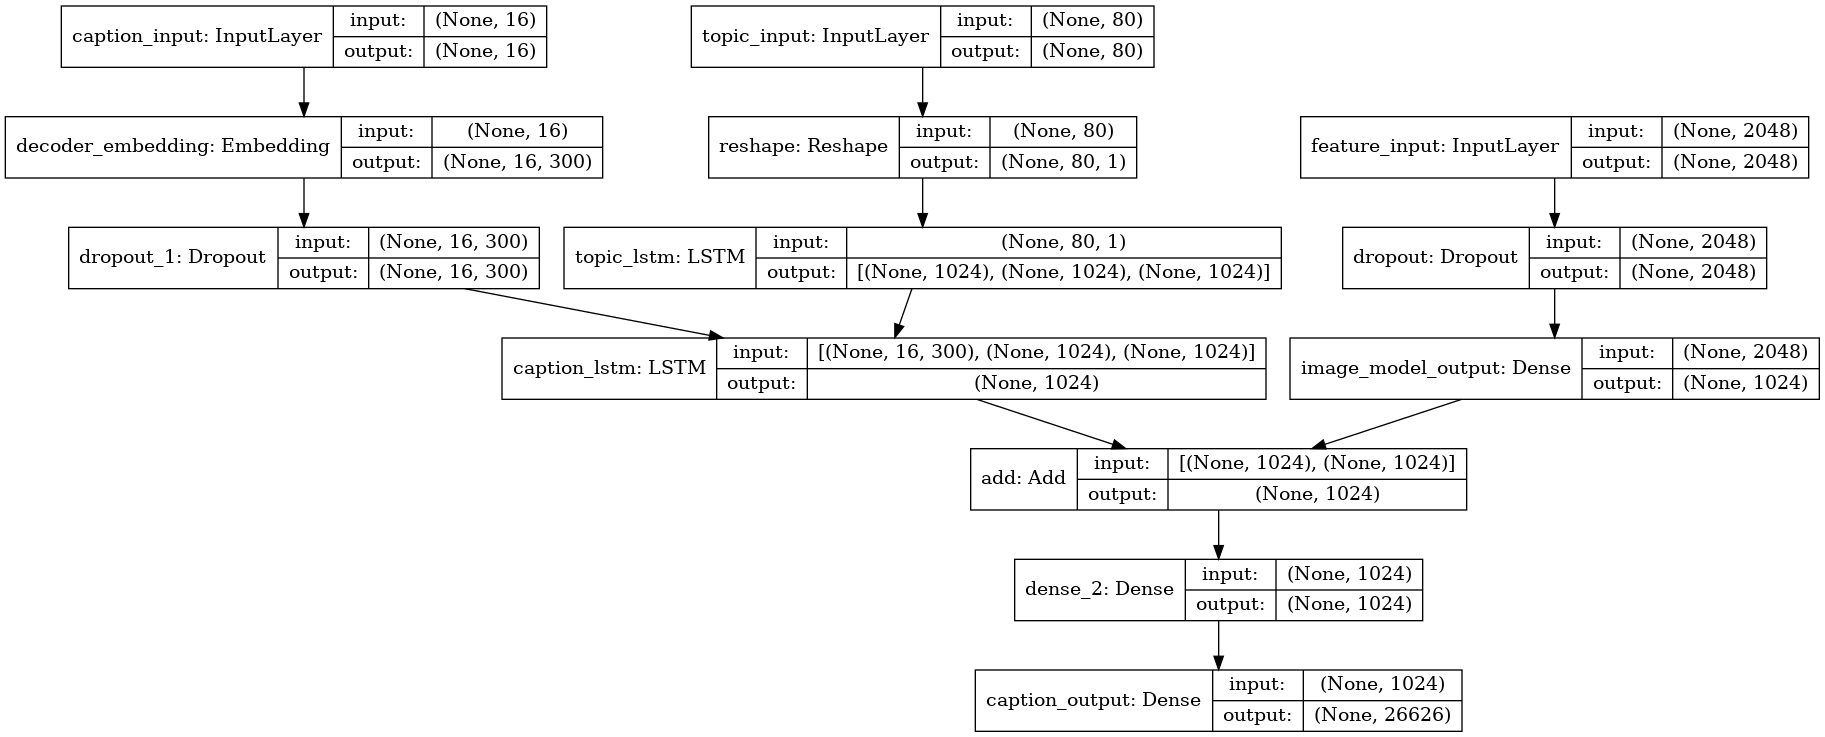 caption_input: InputLayer
input: (None, 16)
output: (None, 16)
topic_input: InputLayer
input: (None, 80)
output: (None, 80)
decoder_embedding: Embedding
input: (None, 16)
output: (None, 16, 300)
reshape: Reshape
input: (None, 80)
output: (None, 80, 1)
feature_input: InputLayer
input: (None, 2048)
output: (None, 2048)
dropout_1: Dropout
input: (None, 16, 300)
output: (None, 16, 300)
topic_lstm: LSTM
input: (None, 80, 1)
output: [(None, 1024), (None, 1024), (None, 1024)]
dropout: Dropout
input: (None, 2048)
output: (None, 2048)
caption_lstm: LSTM
input: [(None, 16, 300), (None, 1024), (None, 1024)]
output: (None, 1024)
image_model_output: Dense
input: (None, 2048)
output: (None, 1024)
add: Add
input: [(None, 1024), (None, 1024)]
output: (None, 1024)
dense_2: Dense
input: (None, 1024)
output: (None, 1024)
caption_output: Dense
input: (None, 1024)
output: (None, 26626)